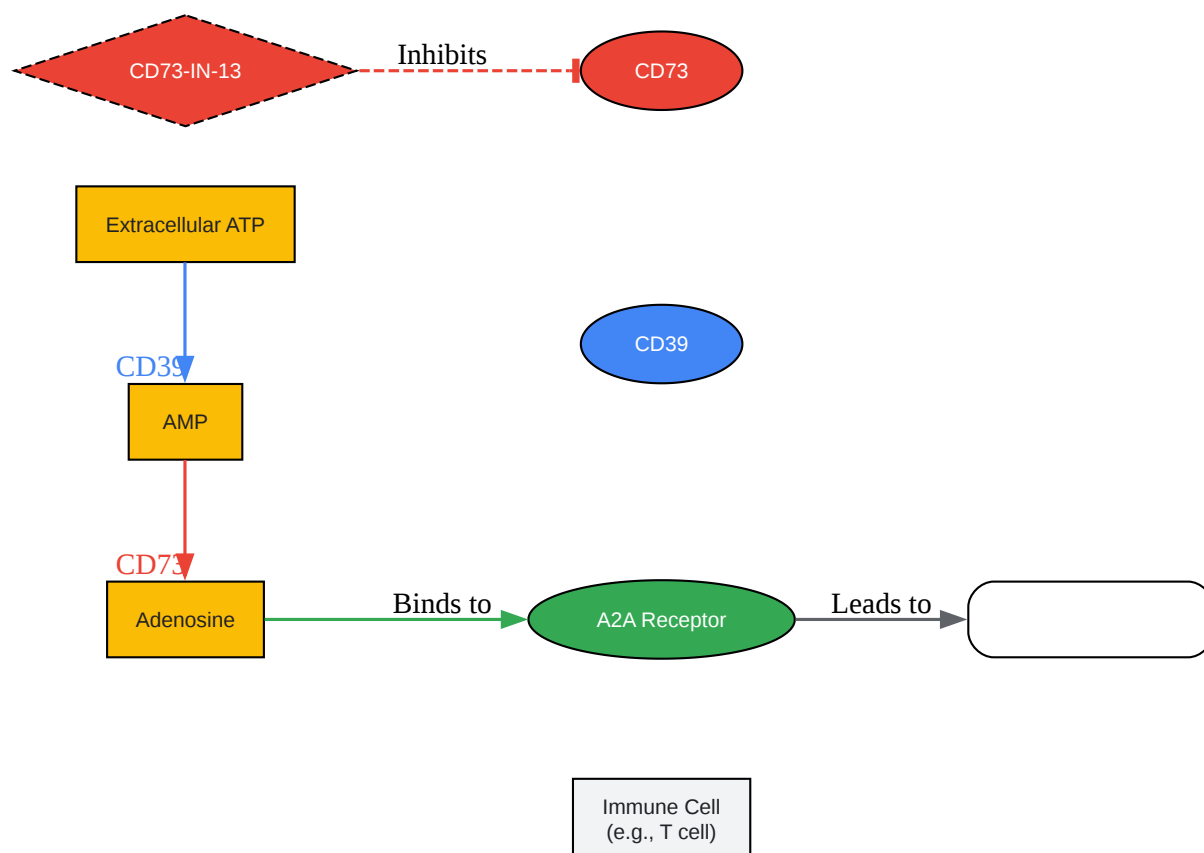 CD73-IN-13
Inhibits
CD73
Extracellular ATP
CD39
CD39
AMP
CD73
Adenosine
Binds to
A2A Receptor
Leads to
Immune Cell
(e.g., T cell)